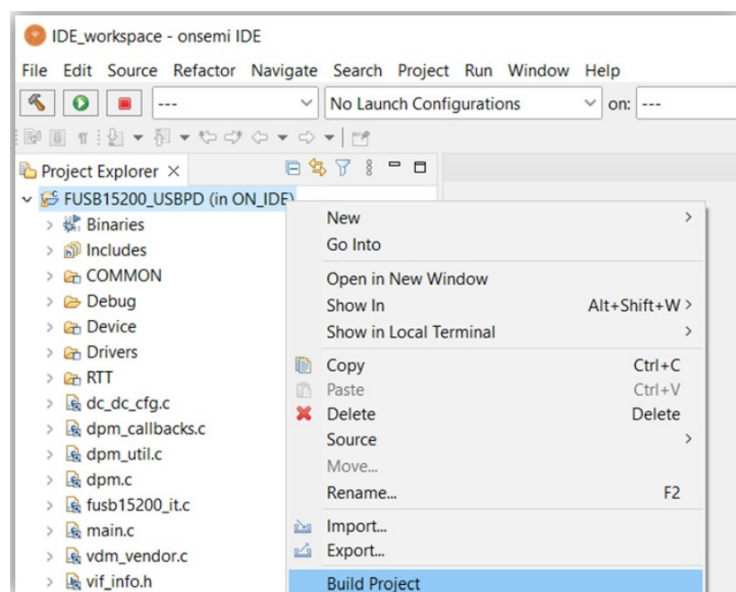 IDE_workspace - onsemi IDE
File Edit Source Refactor Navigate Search Project Run Window Help
--- No Launch Configurations on: ---
Project Explorer
FUSB15200_USBPD (in ON_IDE)
Binaries
Includes
COMMON
Debug
Device
Drivers
RTT
dc_dc_cfg.c
dpm_callbacks.c
dpm_util.c
dpm.c
fusb15200_it.c
main.c
vdm_vendor.c
vif_info.h
New
Go Into
Open in New Window
Show In Alt+Shift+W
Show in Local Terminal
Copy Ctrl+C
Paste Ctrl+V
Delete Delete
Source
Move...
Rename... F2
Import...
Export...
Build Project